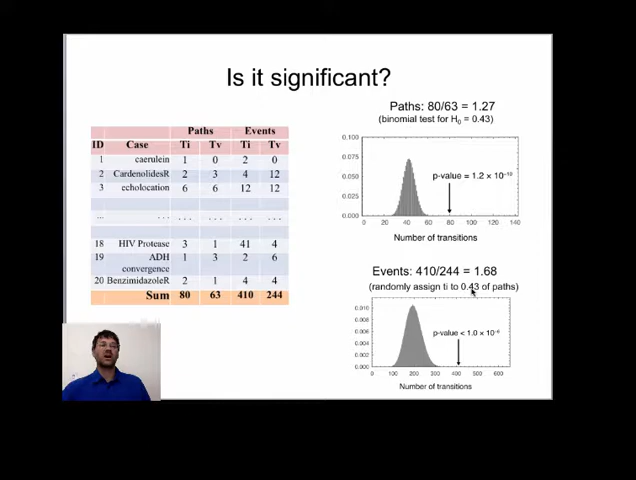 Is it significant?
Paths Events
ID Case Ti Tv Ti Tv
1 caerulein 1 0 2 0
2 CardenolidesR 2 3 4 12
3 echolocation 6 6 12 12
... ... ... ... ... ...
18 HIV Protease 3 1 41 4
19 ADH convergence 1 3 2 6
20 BenzimidazoleR 2 1 4 4
Sum 80 63 410 244
Paths: 80/63 = 1.27
(binomial test for H₀ = 0.43)
0.100
0.075
0.050
0.025
0.000
p-value = 1.2 × 10⁻¹⁰
0 20 40 60 80 100 120 140
Number of transitions
Events: 410/244 = 1.68
(randomly assign ti to 0.43 of paths)
0.010
0.008
0.006
0.004
0.002
0.000
p-value < 1.0 × 10⁻⁶
0 100 200 300 400 500 600
Number of transitions